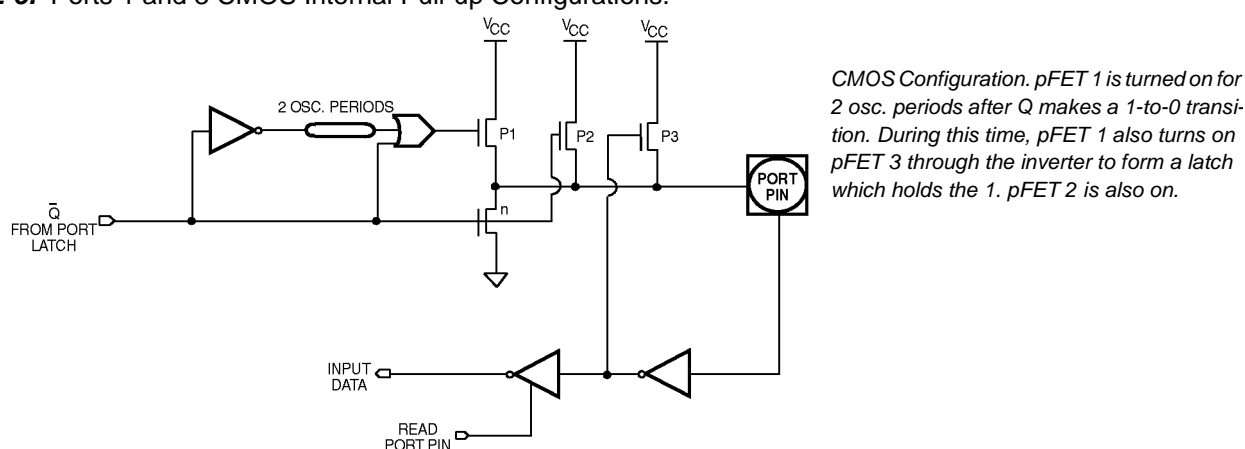 Ports 1 and 3 CMOS Internal Pull-up Configurations.
VCC VCC VCC
2 OSC. PERIODS
P1 P2 P3
PORT
PIN
n
Q̅
FROM PORT
LATCH
INPUT
DATA
READ
PORT PIN
CMOS Configuration. pFET 1 is turned on for
2 osc. periods after Q makes a 1-to-0 transi-
tion. During this time, pFET 1 also turns on
pFET 3 through the inverter to form a latch
which holds the 1. pFET 2 is also on.